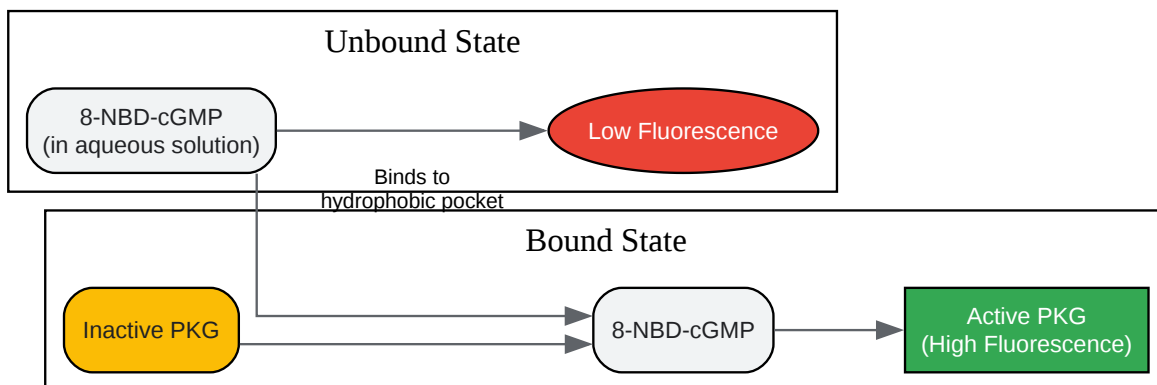 Unbound State
8-NBD-cGMP
(in aqueous solution)
Low Fluorescence
Binds to
hydrophobic pocket
Bound State
Inactive PKG
8-NBD-cGMP
Active PKG
(High Fluorescence)